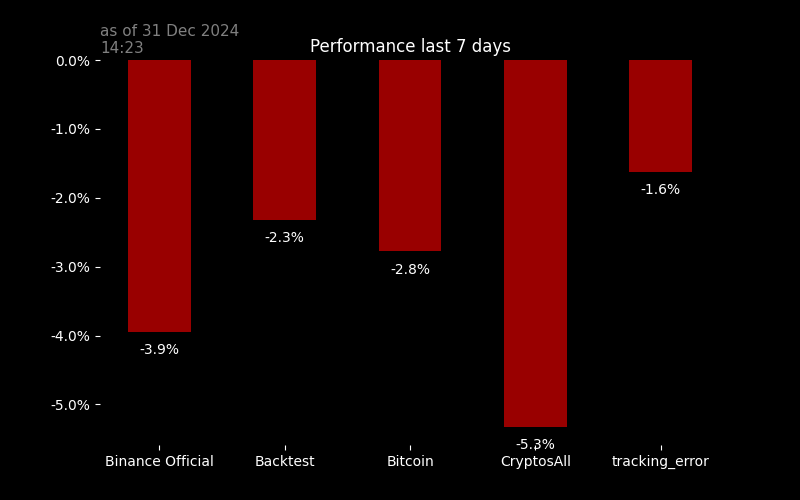 as of 31 Dec 2024
14:23
Performance last 7 days
0.0%
-1.0%
-2.0%
-3.0%
-4.0%
-5.0%
-3.9%
-2.3%
-2.8%
-5.3%
-1.6%
Binance Official
Backtest
Bitcoin
CryptosAll
tracking_error